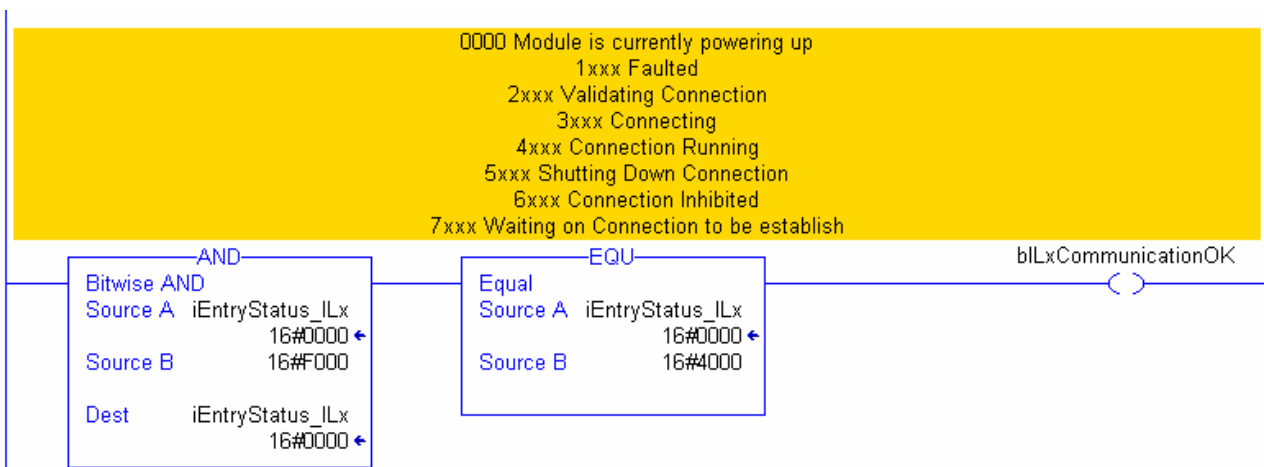 0000 Module is currently powering up
1xxx Faulted
2xxx Validating Connection
3xxx Connecting
4xxx Connection Running
5xxx Shutting Down Connection
6xxx Connection Inhibited
7xxx Waiting on Connection to be establish
AND
Bitwise AND
Source A iEntryStatus_ILx
16#0000
Source B 16#F000
Dest iEntryStatus_ILx
16#0000
EQU
Equal
Source A iEntryStatus_ILx
16#0000
Source B 16#4000
bILxCommunicationOK